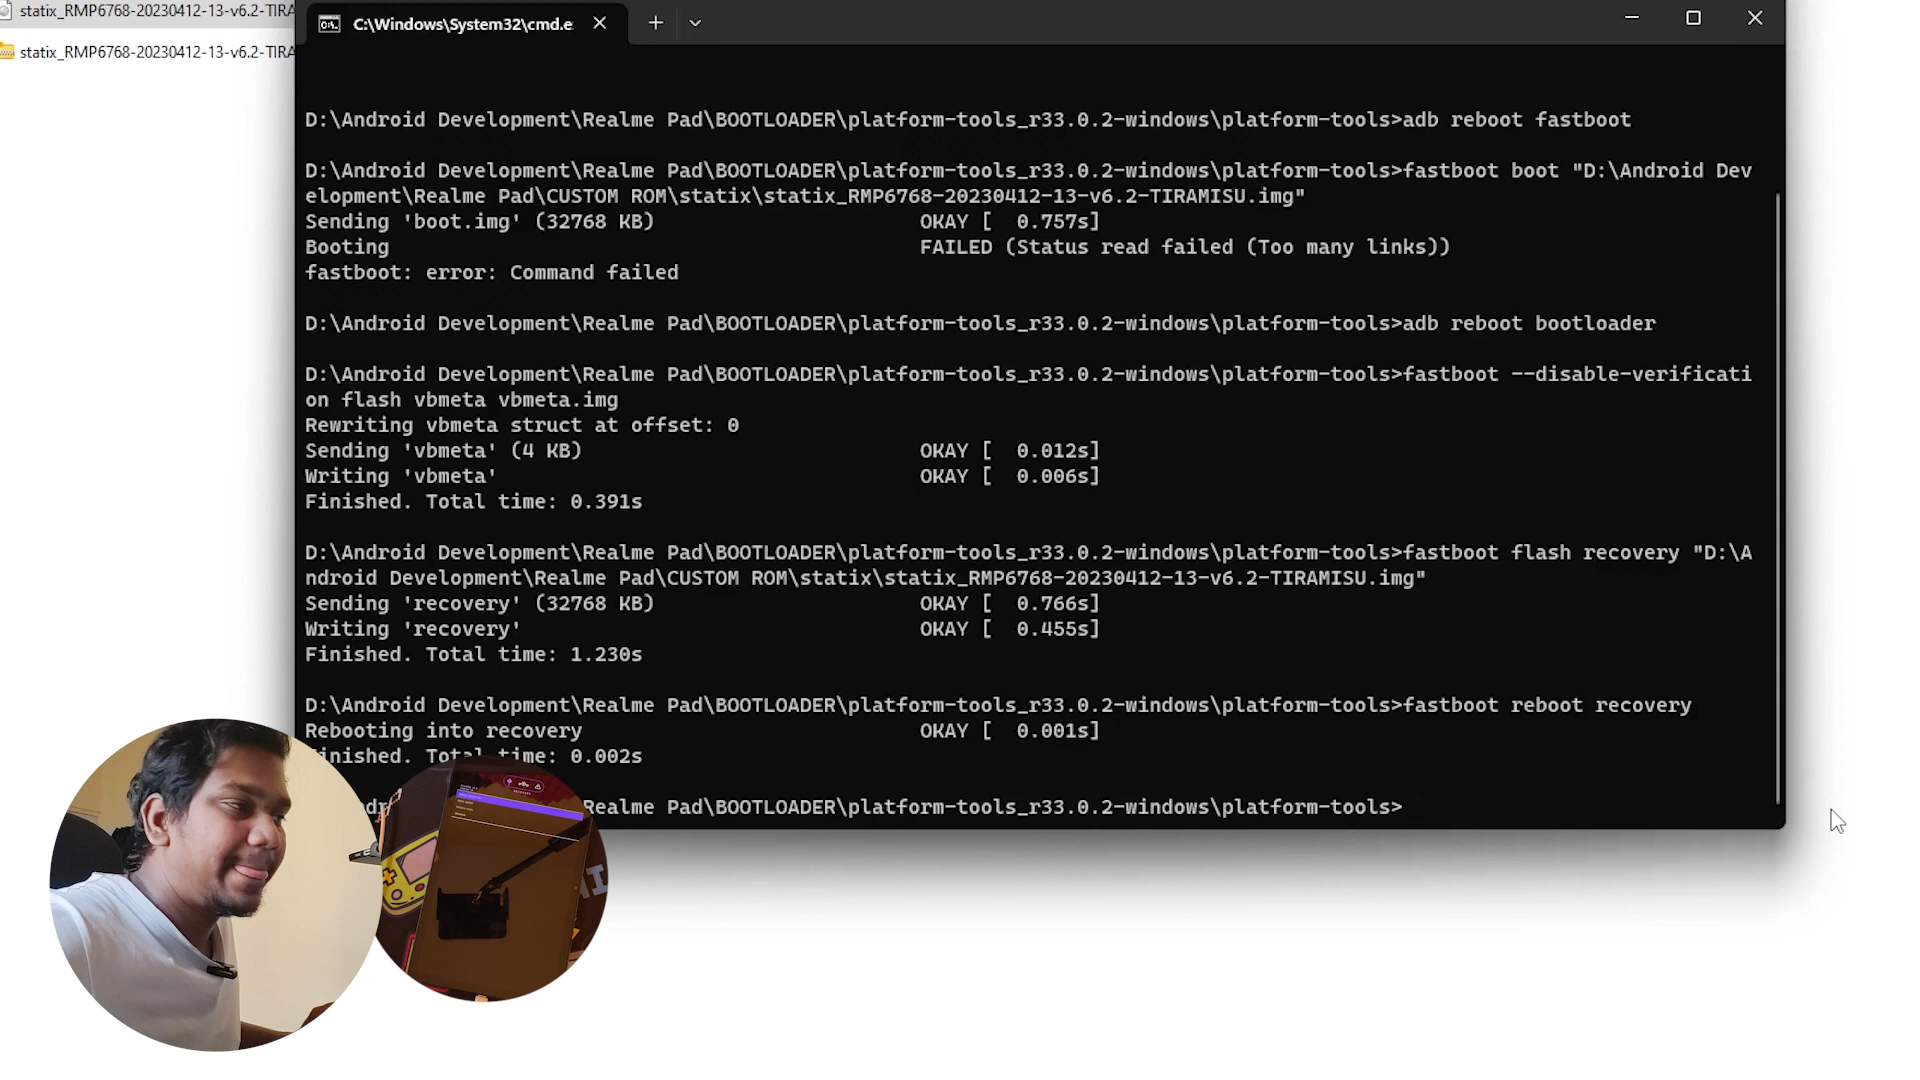 statix_RMP6768-20230412-13-v6.2-TIRA
statix_RMP6768-20230412-13-v6.2-TIRA
C:\Windows\System32\cmd.e
D:\Android Development\Realme Pad\BOOTLOADER\platform-tools_r33.0.2-windows\platform-tools>adb reboot fastboot
D:\Android Development\Realme Pad\BOOTLOADER\platform-tools_r33.0.2-windows\platform-tools>fastboot boot "D:\Android Dev
elopment\Realme Pad\CUSTOM ROM\statix\statix_RMP6768-20230412-13-v6.2-TIRAMISU.img"
Sending 'boot.img' (32768 KB) OKAY [ 0.757s]
Booting FAILED (Status read failed (Too many links))
fastboot: error: Command failed
D:\Android Development\Realme Pad\BOOTLOADER\platform-tools_r33.0.2-windows\platform-tools>adb reboot bootloader
D:\Android Development\Realme Pad\BOOTLOADER\platform-tools_r33.0.2-windows\platform-tools>fastboot --disable-verificati
on flash vbmeta vbmeta.img
Rewriting vbmeta struct at offset: 0
Sending 'vbmeta' (4 KB) OKAY [ 0.012s]
Writing 'vbmeta' OKAY [ 0.006s]
Finished. Total time: 0.391s
D:\Android Development\Realme Pad\BOOTLOADER\platform-tools_r33.0.2-windows\platform-tools>fastboot flash recovery "D:\A
ndroid Development\Realme Pad\CUSTOM ROM\statix\statix_RMP6768-20230412-13-v6.2-TIRAMISU.img"
Sending 'recovery' (32768 KB) OKAY [ 0.766s]
Writing 'recovery' OKAY [ 0.455s]
Finished. Total time: 1.230s
D:\Android Development\Realme Pad\BOOTLOADER\platform-tools_r33.0.2-windows\platform-tools>fastboot reboot recovery
Rebooting into recovery OKAY [ 0.001s]
inished. Total time: 0.002s
Realme Pad\BOOTLOADER\platform-tools_r33.0.2-windows\platform-tools>